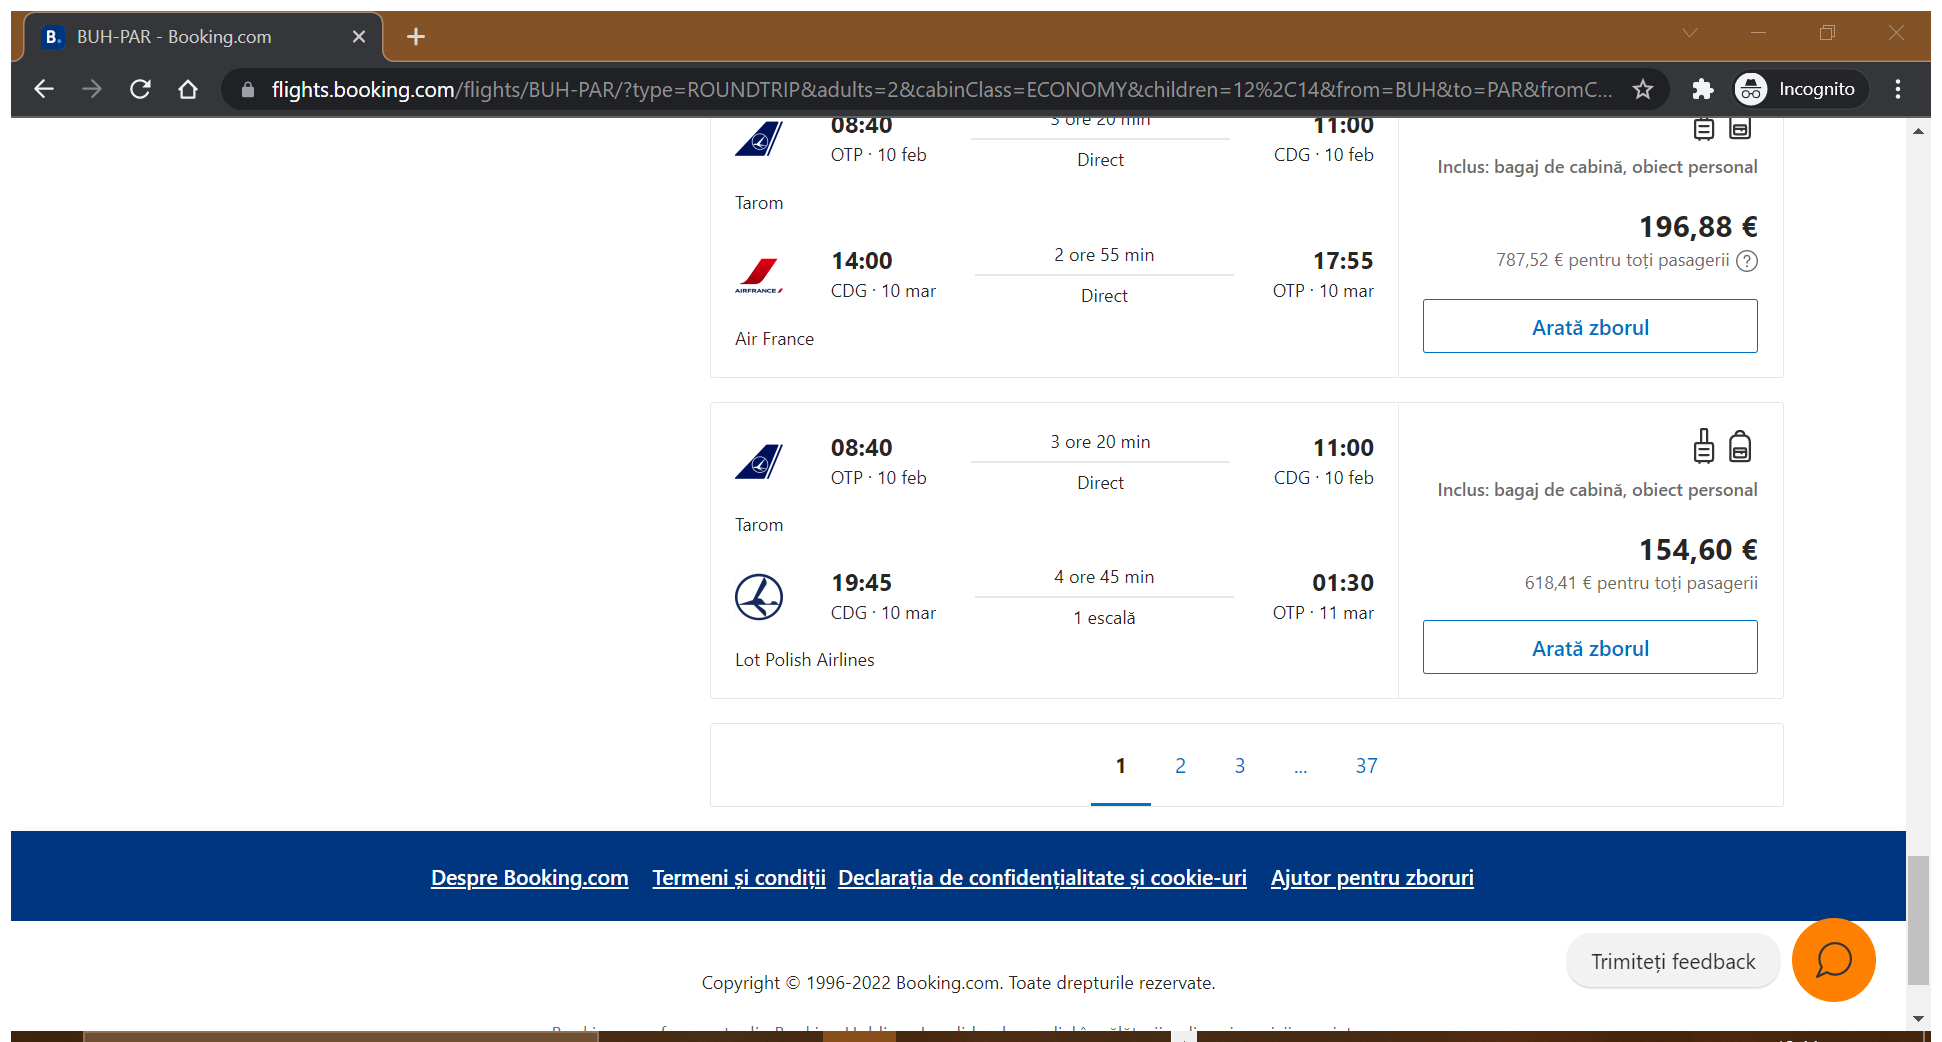 B. BUH-PAR - Booking.com
flights.booking.com/flights/BUH-PAR/?type=ROUNDTRIP&adults=2&cabinClass=ECONOMY&children=12%2C14&from=BUH&to=PAR&fromC...
Incognito
08:40
3 ore 20 min
11:00
OTP · 10 feb
Direct
CDG · 10 feb
Tarom
Inclus: bagaj de cabină, obiect personal
14:00
2 ore 55 min
17:55
AIRFRANCE
CDG · 10 mar
Direct
OTP · 10 mar
Air France
196,88 €
787,52 € pentru toți pasagerii ?
Arată zborul
08:40
3 ore 20 min
11:00
OTP · 10 feb
Direct
CDG · 10 feb
Tarom
Inclus: bagaj de cabină, obiect personal
19:45
4 ore 45 min
01:30
CDG · 10 mar
1 escală
OTP · 11 mar
Lot Polish Airlines
154,60 €
618,41 € pentru toți pasagerii
Arată zborul
1 2 3 ... 37
Despre Booking.com Termeni și condiții Declarația de confidențialitate și cookie-uri Ajutor pentru zboruri
Trimiteți feedback
Copyright © 1996-2022 Booking.com. Toate drepturile rezervate.